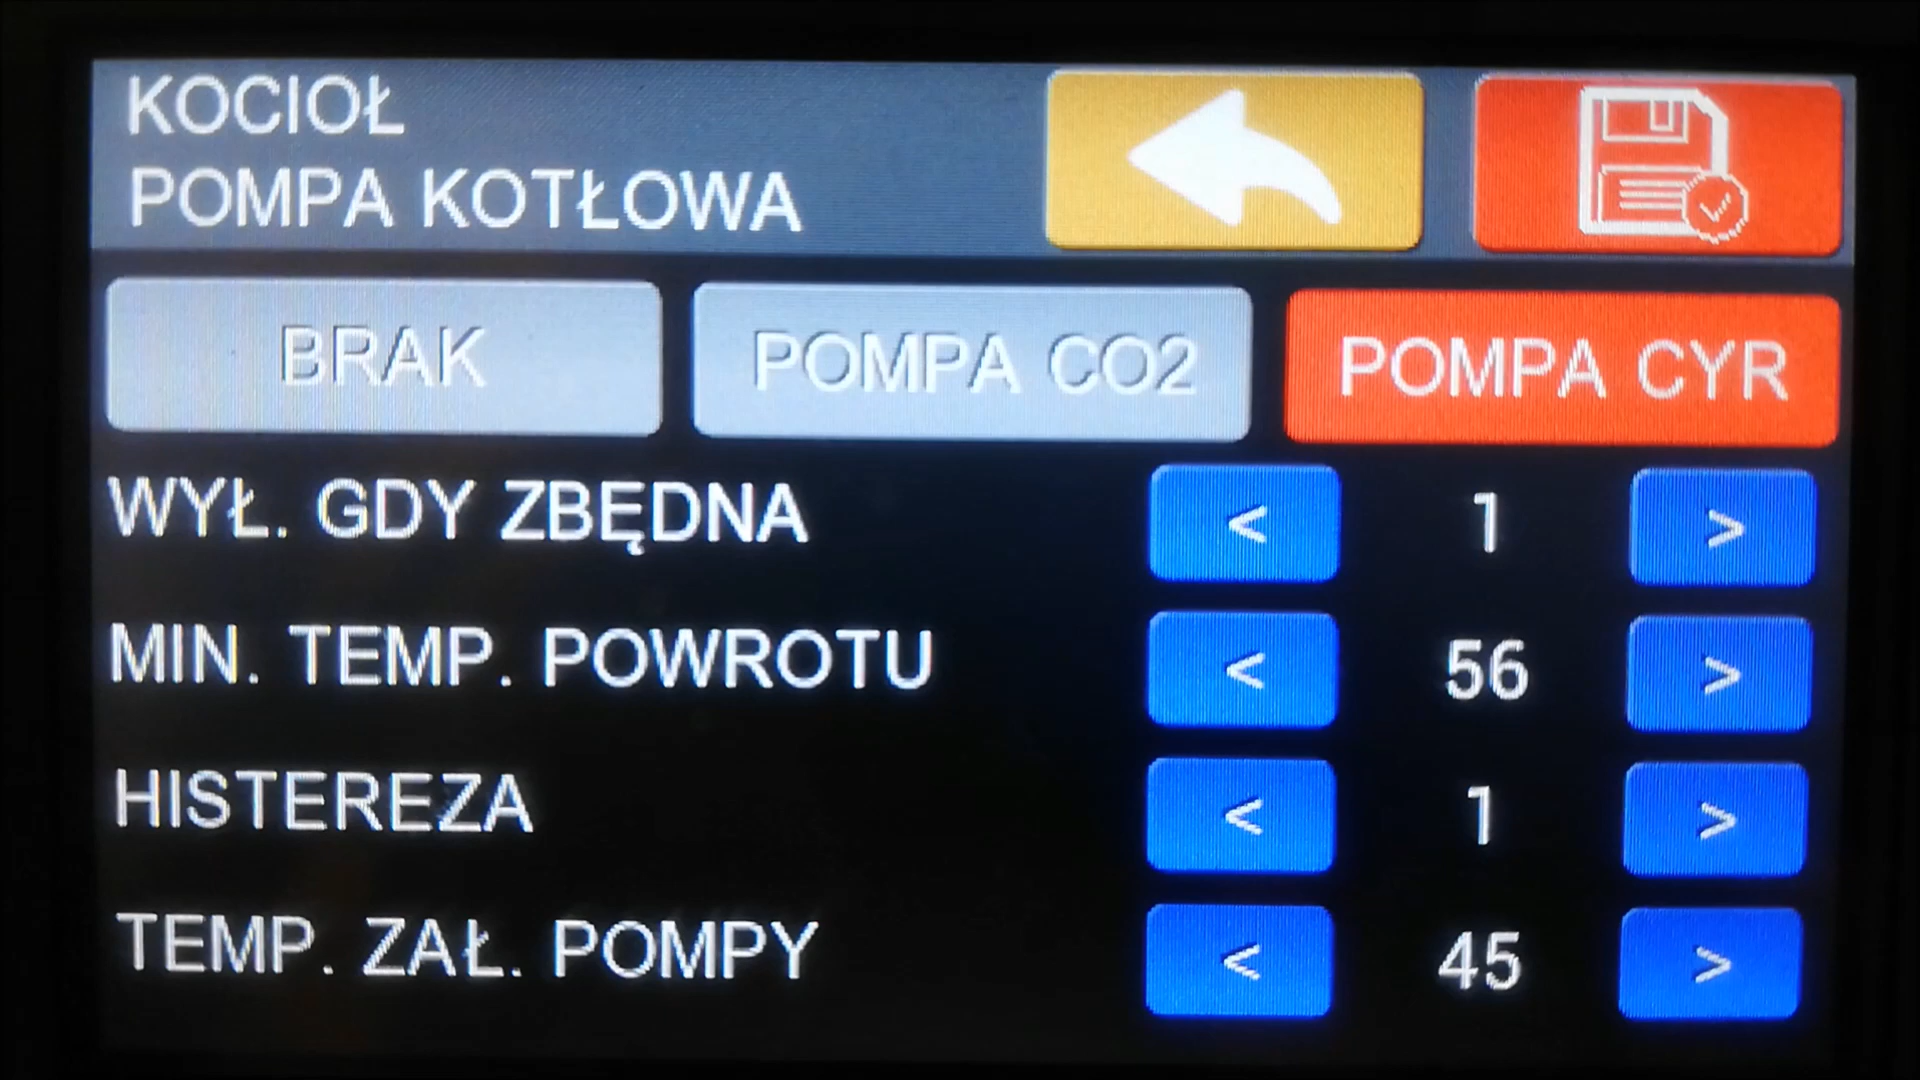 KOCIOŁ
POMPA KOTŁOWA
BRAK POMPA CO2 POMPA CYR
WYŁ. GDY ZBĘDNA < 1 >
MIN. TEMP. POWROTU < 56 >
HISTEREZA < 1 >
TEMP. ZAŁ. POMPY < 45 >